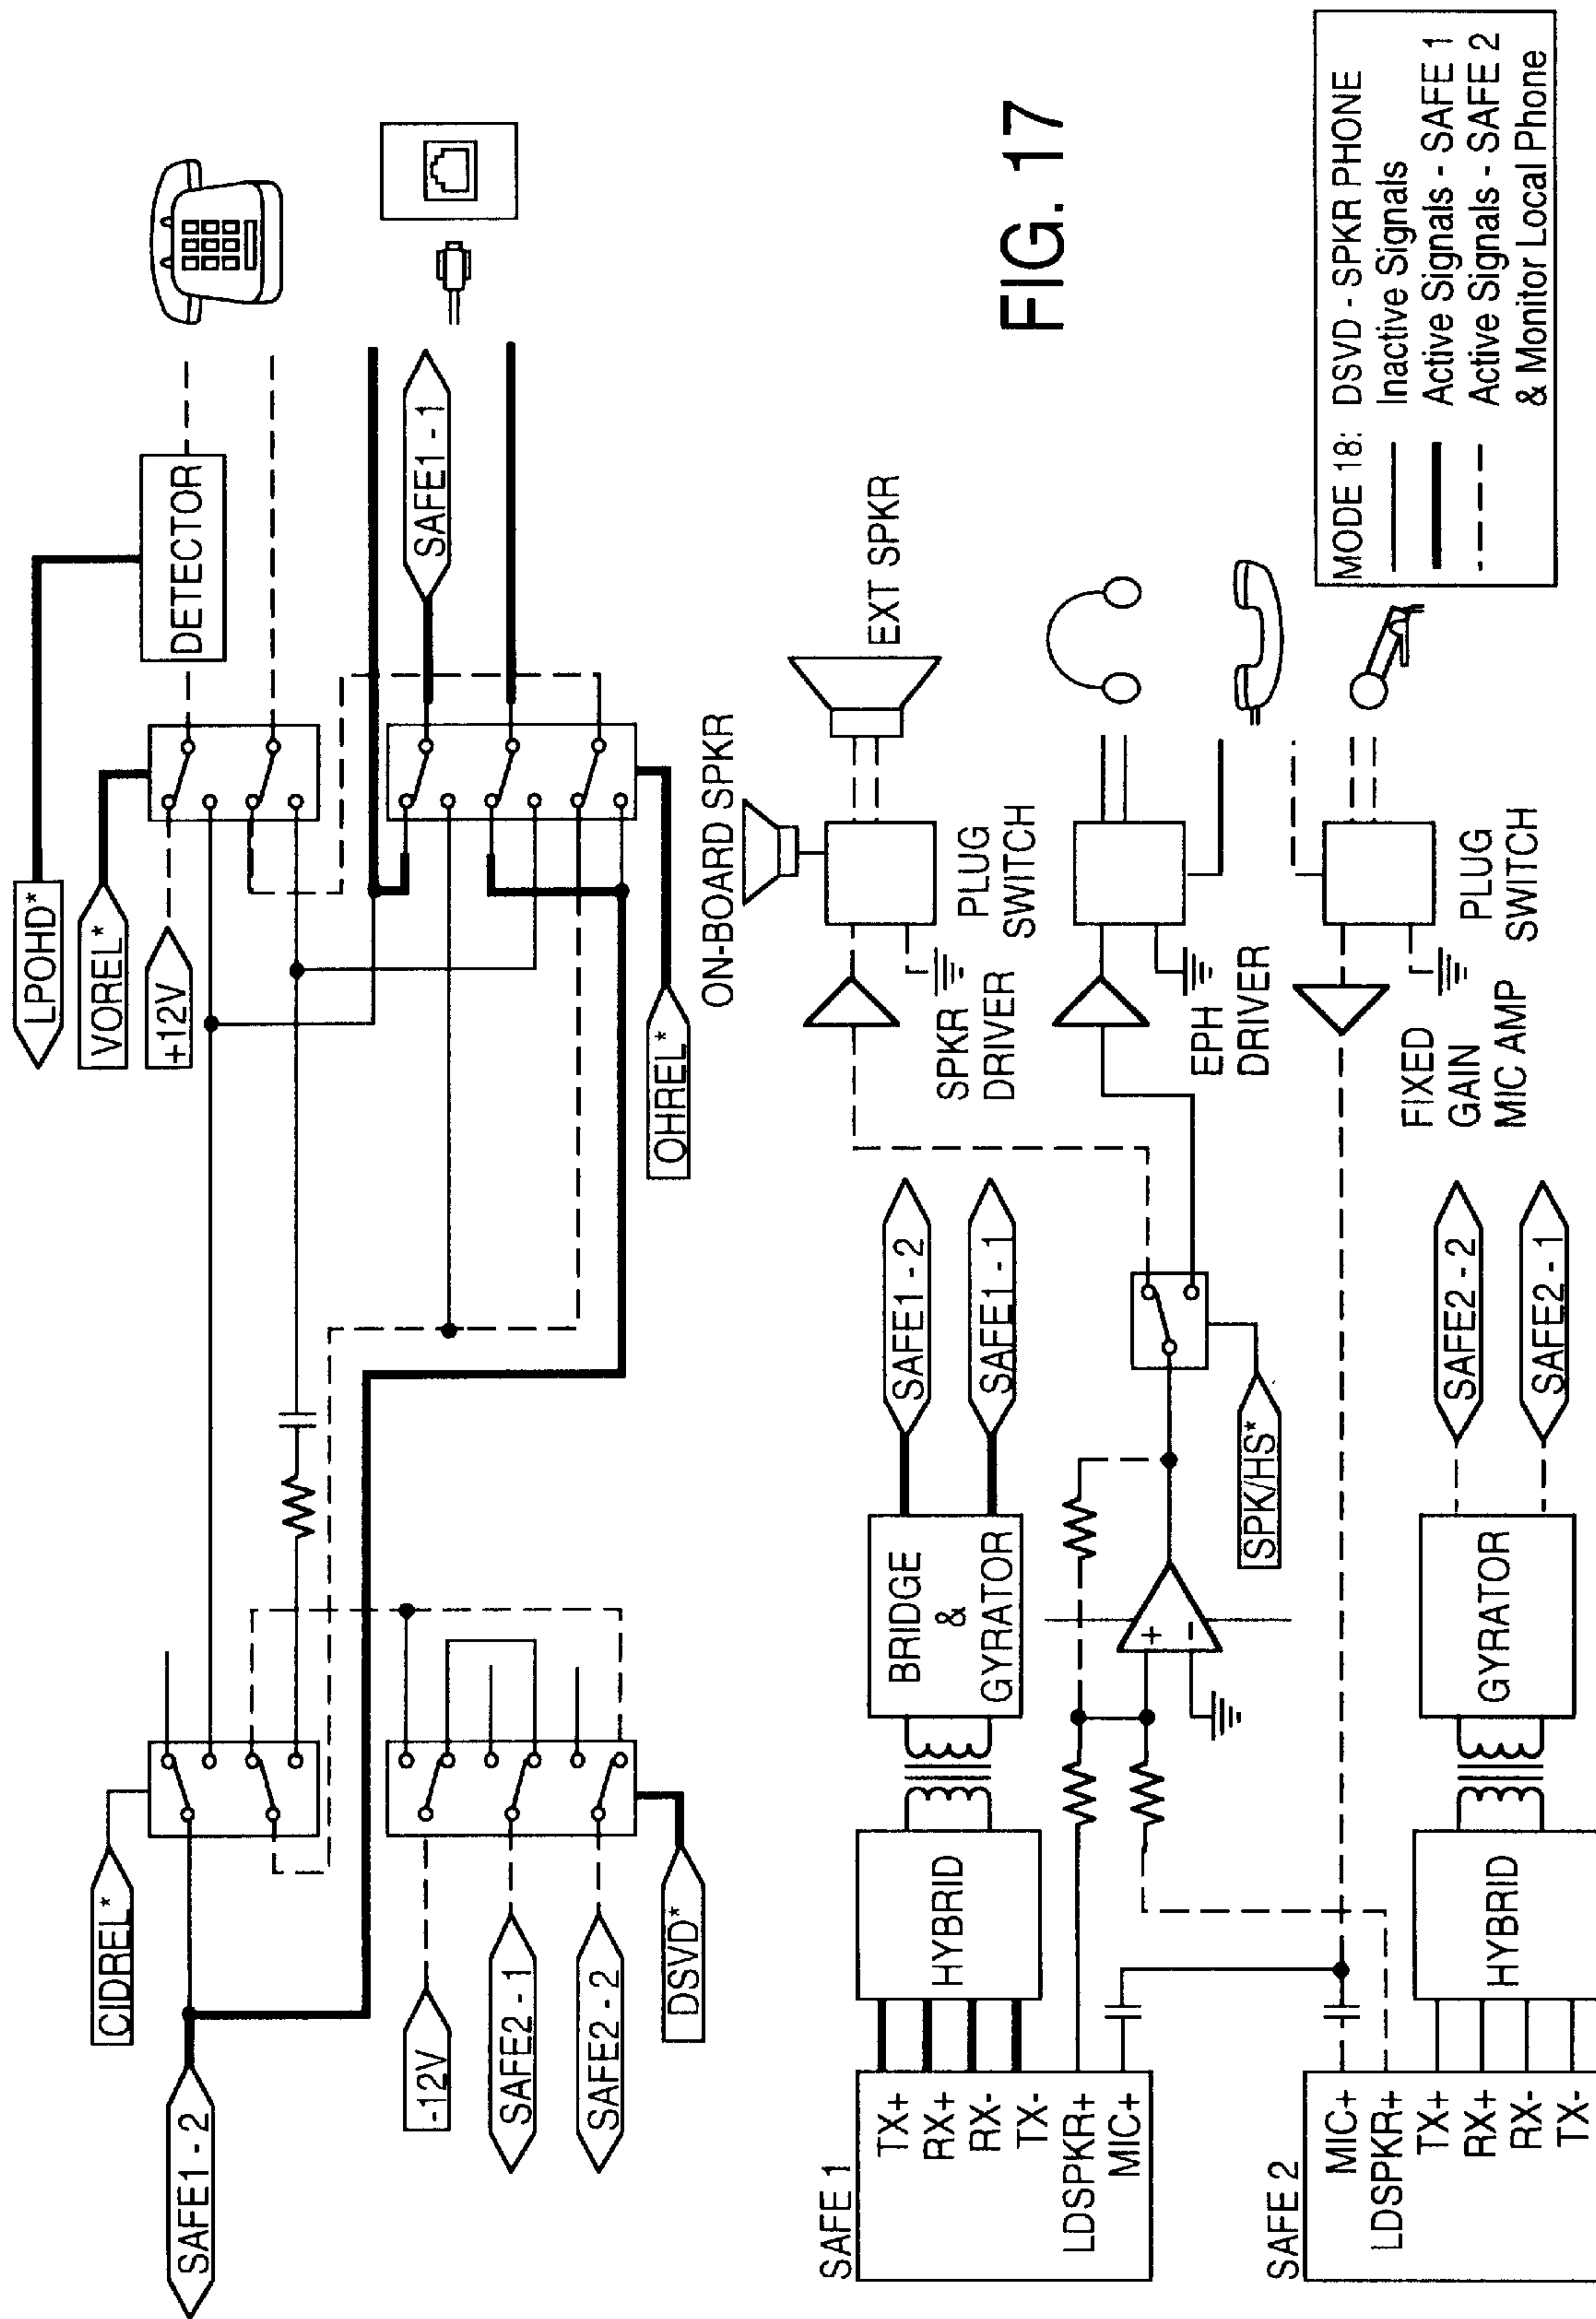 LPOHD*
VOREL*
+12V
DETECTOR
CIDREL*
SAFE1 - 2
-12V
SAFE2 - 1
SAFE2 - 2
DSVD*
SAFE1 - 1
OHREL*
FIG. 17
SAFE 1
TX+
RX+
RX-
TX-
LDSPKR+
MIC+
HYBRID
BRIDGE
&
GYRATOR
SAFE1 - 2
SAFE1 - 1
+
-
SPK/HS*
ON-BOARD SPKR
EXT SPKR
SPKR
DRIVER
PLUG
SWITCH
EPH
DRIVER
FIXED
GAIN
MIC AMP
PLUG
SWITCH
SAFE 2
MIC+
LDSPKR+
TX+
RX+
RX-
TX-
HYBRID
GYRATOR
SAFE2 - 2
SAFE2 - 1
MODE 18: DSVD - SPKR PHONE
Inactive Signals
Active Signals - SAFE 1
Active Signals - SAFE 2
& Monitor Local Phone